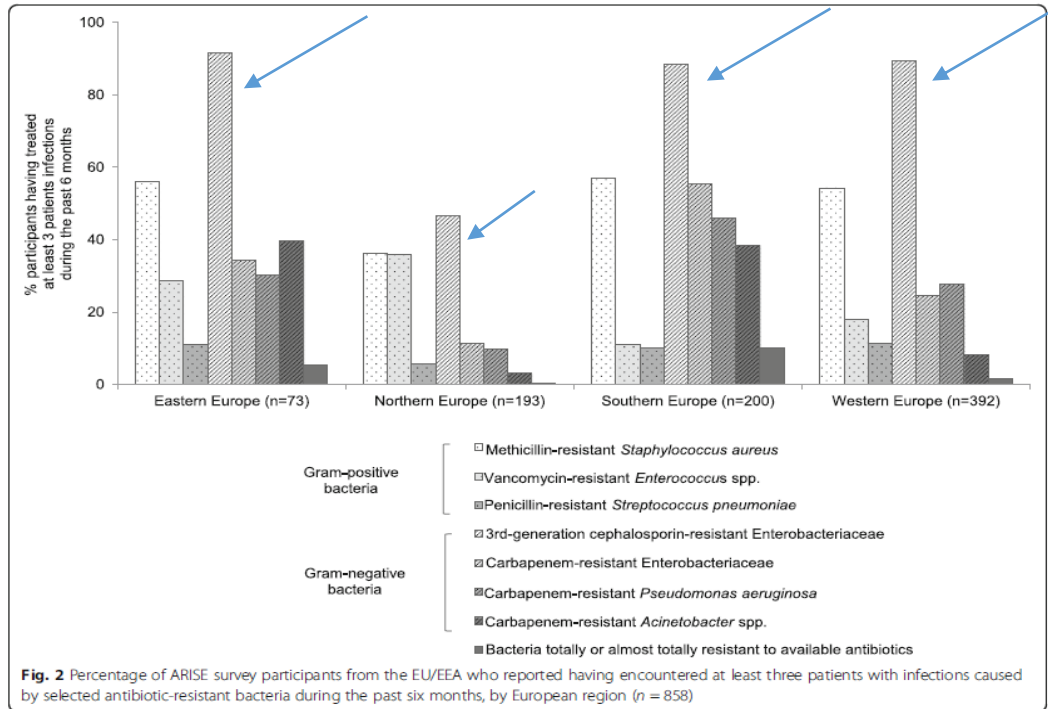 % participants having treated
at least 3 patients infections
during the past 6 months
100
80
60
40
20
0
Eastern Europe (n=73)
Northern Europe (n=193)
Southern Europe (n=200)
Western Europe (n=392)
Gram-positive
bacteria
Methicillin-resistant Staphylococcus aureus
Vancomycin-resistant Enterococcus spp.
Penicillin-resistant Streptococcus pneumoniae
Gram-negative
bacteria
3rd-generation cephalosporin-resistant Enterobacteriaceae
Carbapenem-resistant Enterobacteriaceae
Carbapenem-resistant Pseudomonas aeruginosa
Carbapenem-resistant Acinetobacter spp.
Bacteria totally or almost totally resistant to available antibiotics
Fig. 2 Percentage of ARISE survey participants from the EU/EEA who reported having encountered at least three patients with infections caused
by selected antibiotic-resistant bacteria during the past six months, by European region (n = 858)